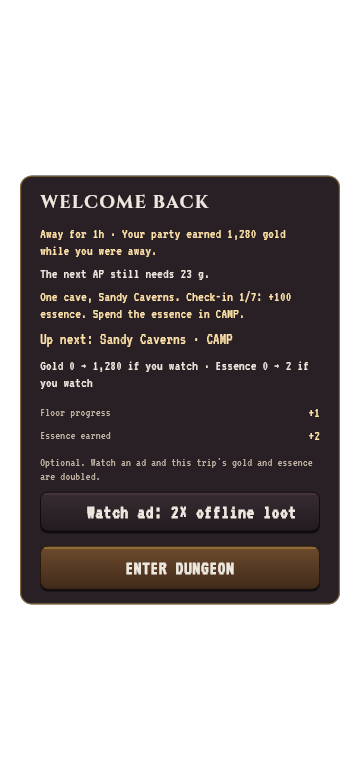 WELCOME BACK
Away for 1h · Your party earned 1,280 gold
while you were away.
The next AP still needs 23 g.
One cave, Sandy Caverns. Check-in 1/7: +100
essence. Spend the essence in CAMP.
Up next: Sandy Caverns · CAMP
Gold 0 → 1,280 if you watch · Essence 0 → 2 if
you watch
Floor progress +1
Essence earned +2
Optional. Watch an ad and this trip's gold and essence
are doubled.
Watch ad: 2X offline loot
ENTER DUNGEON